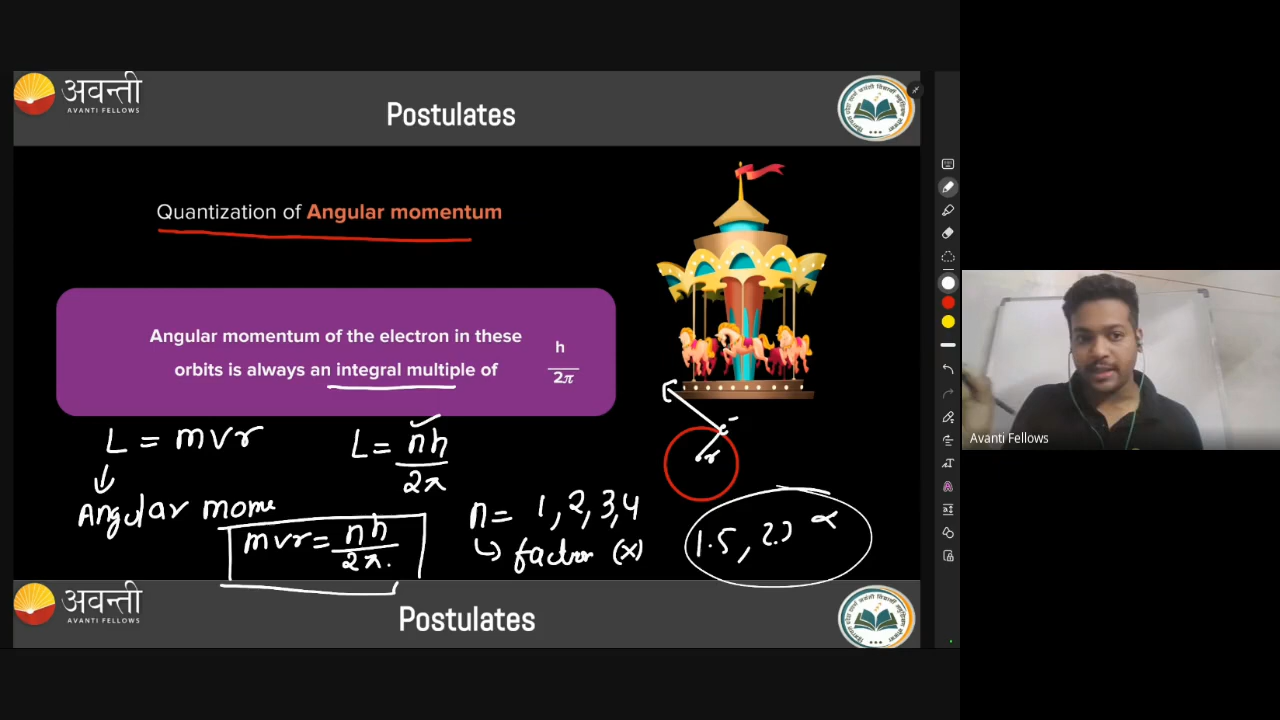 अवन्ती
AVANTI FELLOWS
Postulates
Quantization of Angular momentum
Angular momentum of the electron in these
orbits is always an integral multiple of
h
2π
L = mvr
L = nh
2π
Angular mome
mvr = nh
2π.
n = 1, 2, 3, 4
factor (x)
e-
r
1.5,
Avanti Fellows
अवन्ती
AVANTI FELLOWS
Postulates